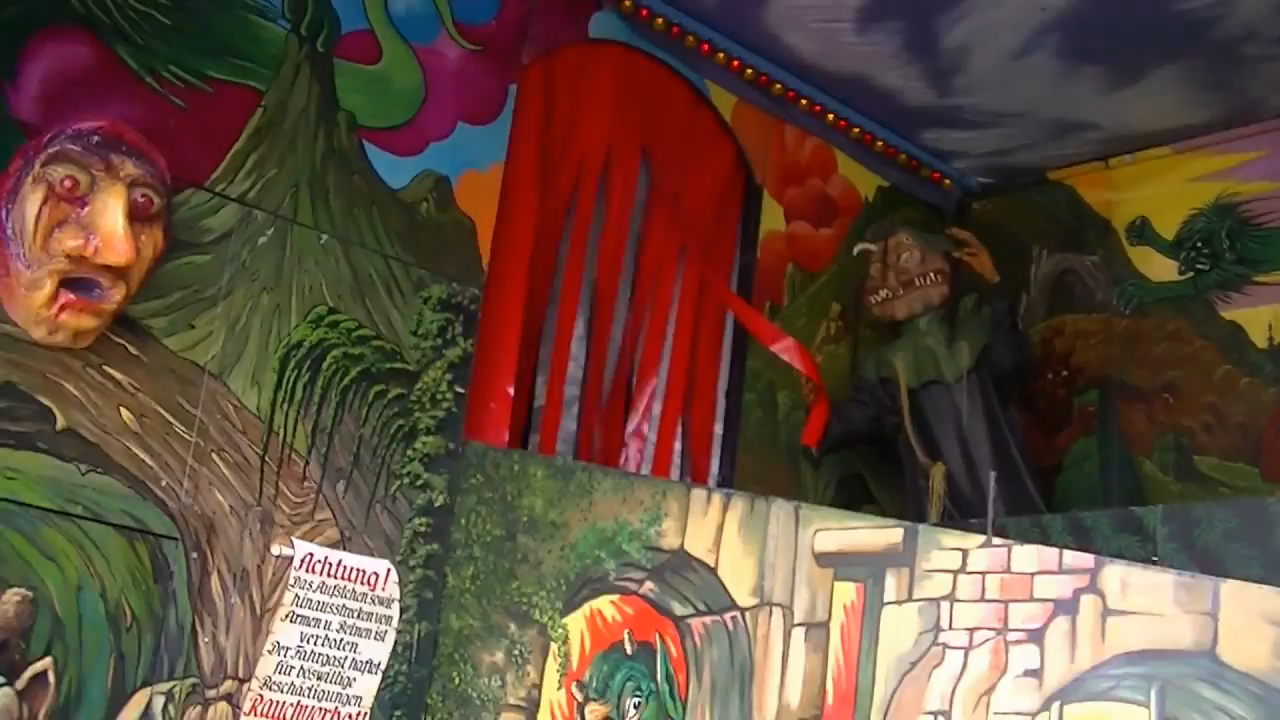 Achtung!
Das Aufstehen sowie
hinausstrecken von
Armen u. Beinen ist
verboten.
Der Fahrgast haftet
für böswillige
Beschädigungen
Rauchverbot!